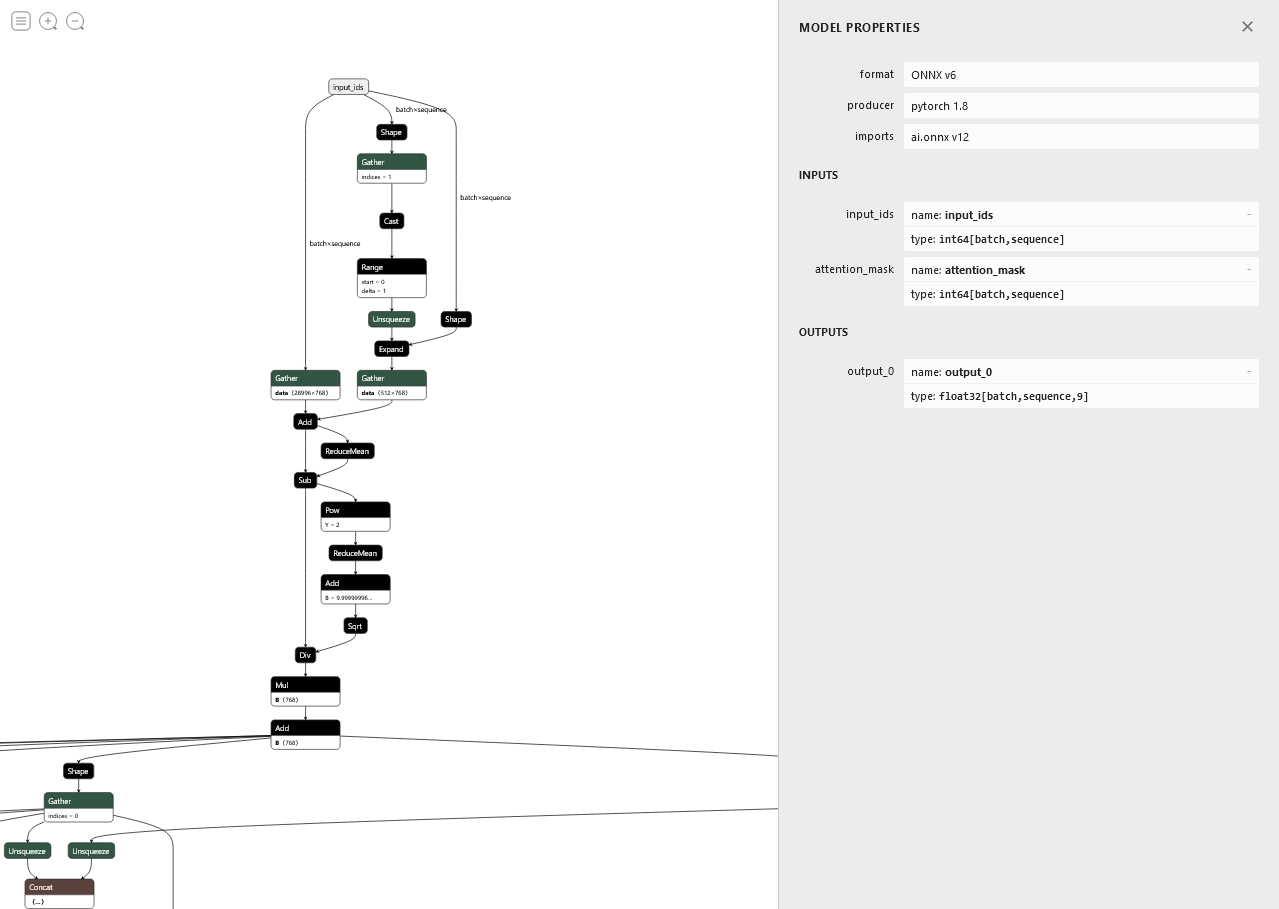 input_ids
batch×sequence
Shape
Gather
indices = 1
batch×sequence
Cast
batch×sequence
Range
start = 0
delta = 1
Unsqueeze
Shape
Expand
Gather
data ⟨28996×768⟩
Gather
data ⟨512×768⟩
Add
ReduceMean
Sub
Pow
Y = 2
ReduceMean
Add
B = 9.99999996…
Sqrt
Div
Mul
B ⟨768⟩
Add
B ⟨768⟩
Shape
Gather
indices = 0
Unsqueeze
Unsqueeze
Concat
⟨…⟩
MODEL PROPERTIES
format
ONNX v6
producer
pytorch 1.8
imports
ai.onnx v12
INPUTS
input_ids
name: input_ids
-
type: int64[batch,sequence]
attention_mask
name: attention_mask
-
type: int64[batch,sequence]
OUTPUTS
output_0
name: output_0
-
type: float32[batch,sequence,9]